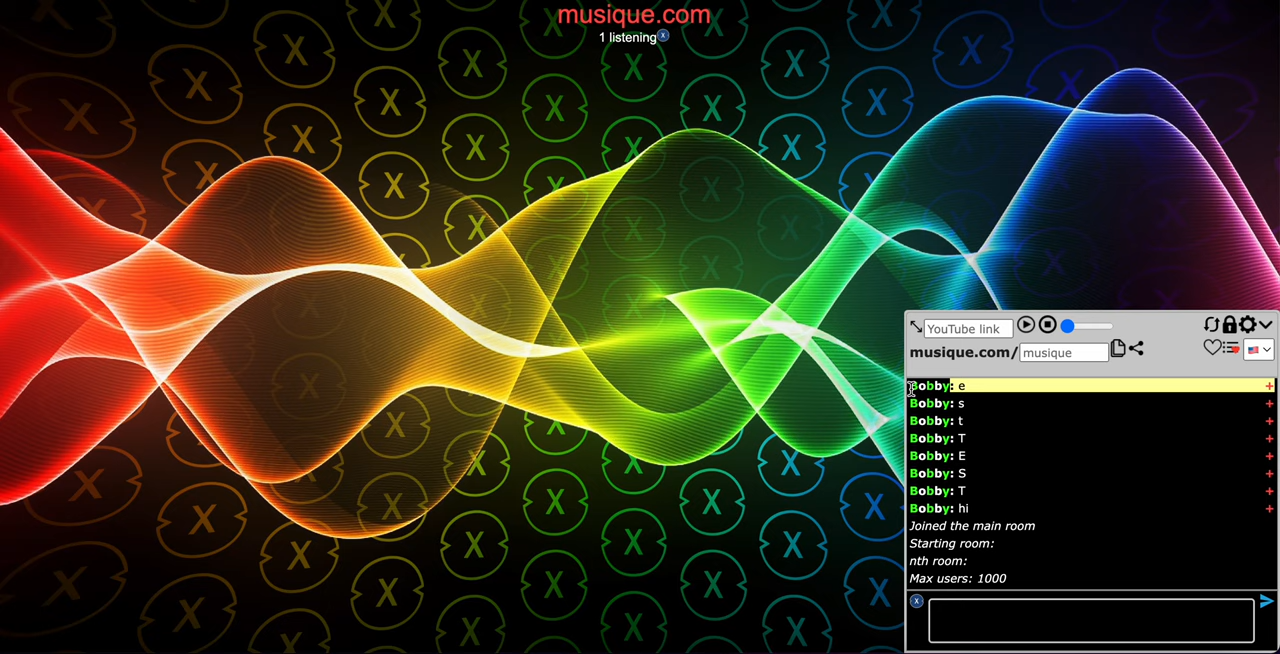 musique.com
1 listening
YouTube link
musique.com/ musique
Bobby: e +
Bobby: s +
Bobby: t +
Bobby: T +
Bobby: E +
Bobby: S +
Bobby: T +
Bobby: hi +
Joined the main room
Starting room:
nth room:
Max users: 1000